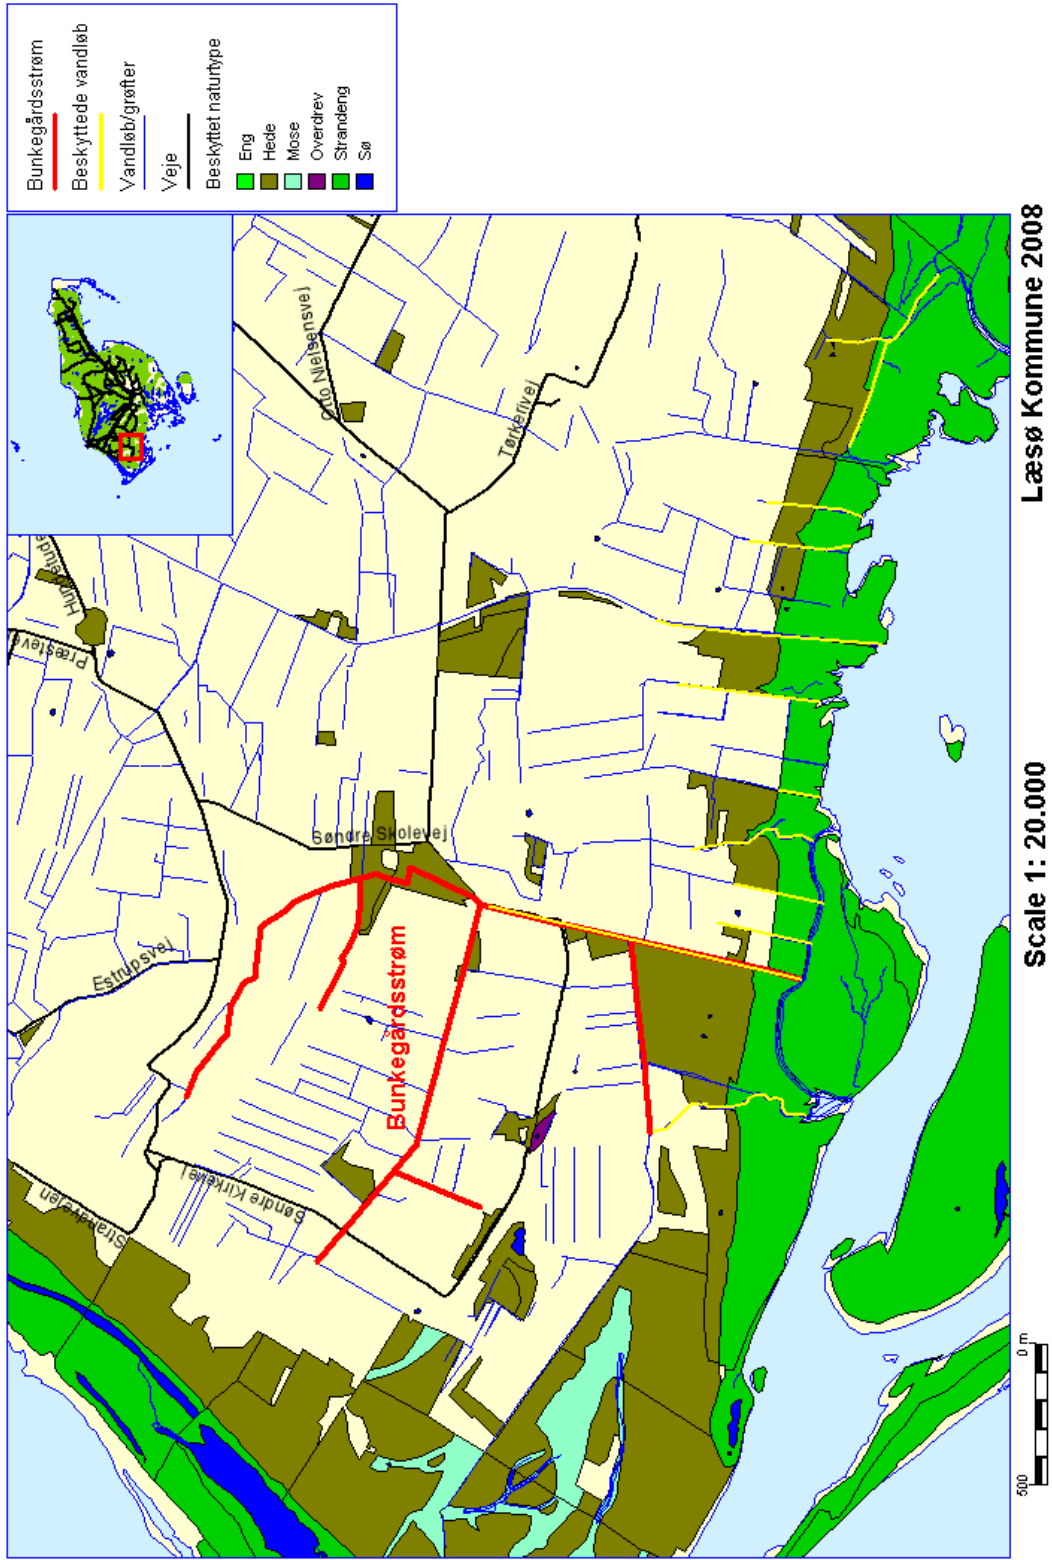 Bunkegårdsstrøm
Beskyttede vandløb
Vandløb/grøfter
Veje
Beskyttet naturtype
Eng
Hede
Mose
Overdrev
Strandeng
Sø
Præstevej
Otto Nielsensvej
Tørkerivej
Estrupsvej
Søndre Skolevej
Strandvejen
Søndre Kirkevej
Bunkegårdsstrøm
500
0 m
Scale 1: 20.000
Læsø Kommune 2008